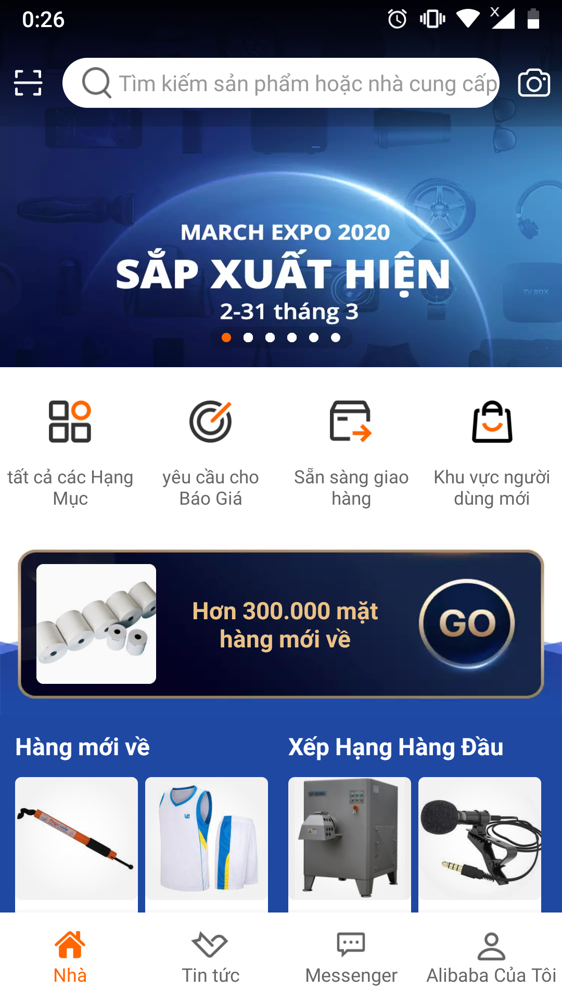 0:26
Tìm kiếm sản phẩm hoặc nhà cung cấp
MARCH EXPO 2020
SẮP XUẤT HIỆN
2-31 tháng 3
TV BOX
tất cả các Hạng
Mục
yêu cầu cho
Báo Giá
Sẵn sàng giao
hàng
Khu vực người
dùng mới
Hơn 300.000 mặt
hàng mới về
GO
Hàng mới về
Xếp Hạng Hàng Đầu
Nhà
Tin tức
Messenger
Alibaba Của Tôi